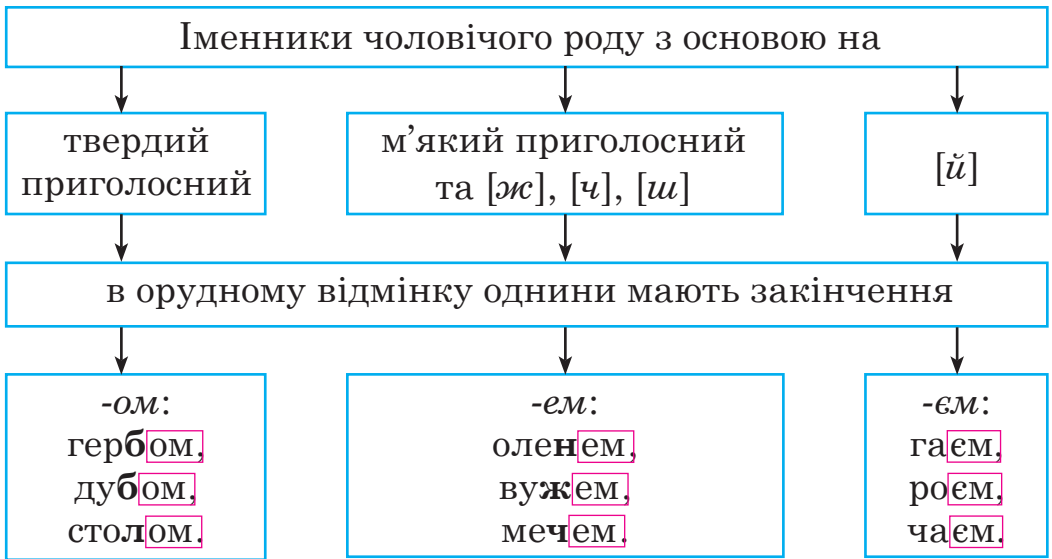 Іменники чоловічого роду з основою на
твердий
приголосний
м’який приголосний
та [ж], [ч], [ш]
[й]
в орудному відмінку однини мають закінчення
-ом:
гербом,
дубом,
столом.
-ем:
оленем,
вужем,
мечем.
-єм:
гаєм,
роєм,
чаєм.